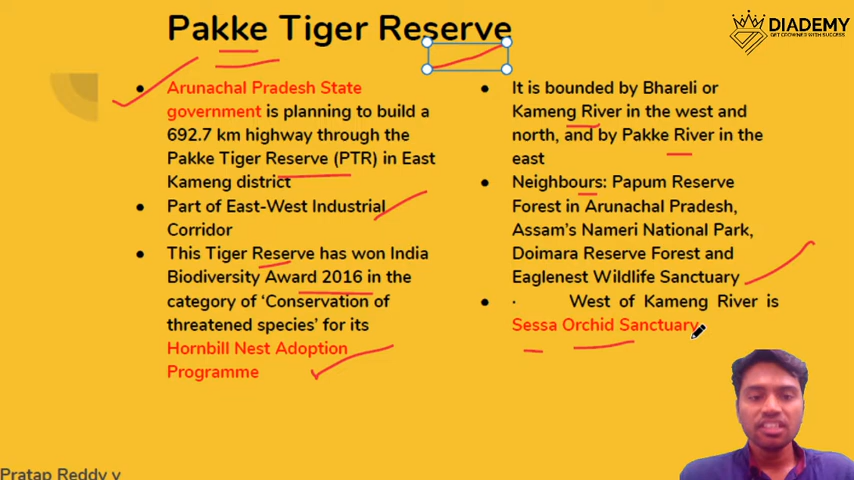 Pakke Tiger Reserve
DIADEMY
GET CROWNED WITH SUCCESS
● Arunachal Pradesh State
government is planning to build a
692.7 km highway through the
Pakke Tiger Reserve (PTR) in East
Kameng district
● Part of East-West Industrial
Corridor
● This Tiger Reserve has won India
Biodiversity Award 2016 in the
category of ‘Conservation of
threatened species’ for its
Hornbill Nest Adoption
Programme
● It is bounded by Bhareli or
Kameng River in the west and
north, and by Pakke River in the
east
● Neighbours: Papum Reserve
Forest in Arunachal Pradesh,
Assam’s Nameri National Park,
Doimara Reserve Forest and
Eaglenest Wildlife Sanctuary
● · West of Kameng River is
Sessa Orchid Sanctuary
Pratap Reddy y